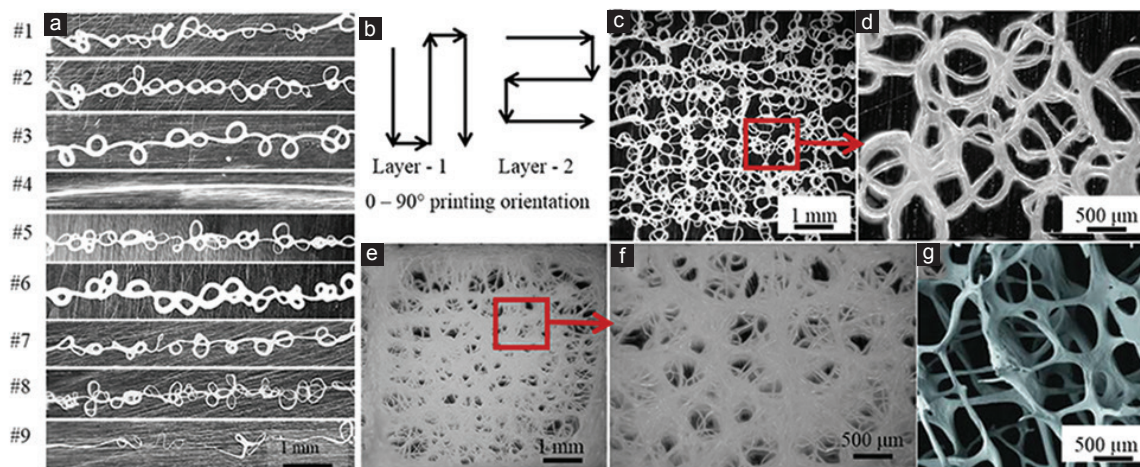 a
#1
#2
#3
#4
#5
#6
#7
#8
#9
1 mm
b
Layer - 1
Layer - 2
0 – 90° printing orientation
c
1 mm
d
500 µm
e
1 mm
f
500 µm
g
500 µm